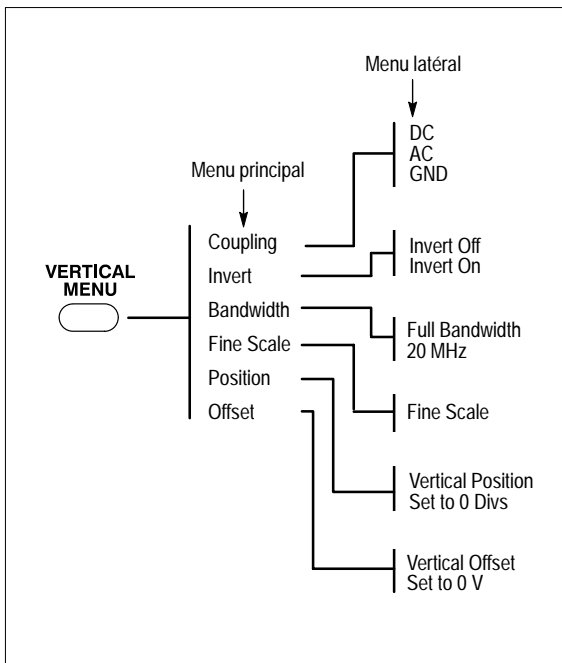 Menu latéral
DC
AC
GND
Menu principal
Coupling
Invert
Bandwidth
Fine Scale
Position
Offset
VERTICAL
MENU
Invert Off
Invert On
Full Bandwidth
20 MHz
Fine Scale
Vertical Position
Set to 0 Divs
Vertical Offset
Set to 0 V